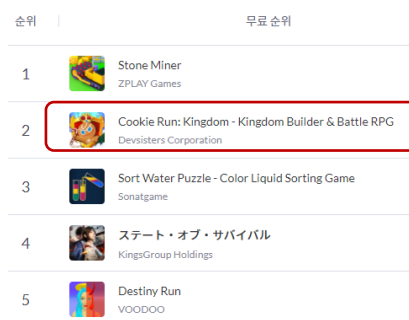 순위
무료 순위
1
Stone Miner
ZPLAY Games
2
Cookie Run: Kingdom - Kingdom Builder & Battle RPG
Devsisters Corporation
3
Sort Water Puzzle - Color Liquid Sorting Game
Sonatgame
4
ステート・オブ・サバイバル
KingsGroup Holdings
5
Destiny Run
VOODOO